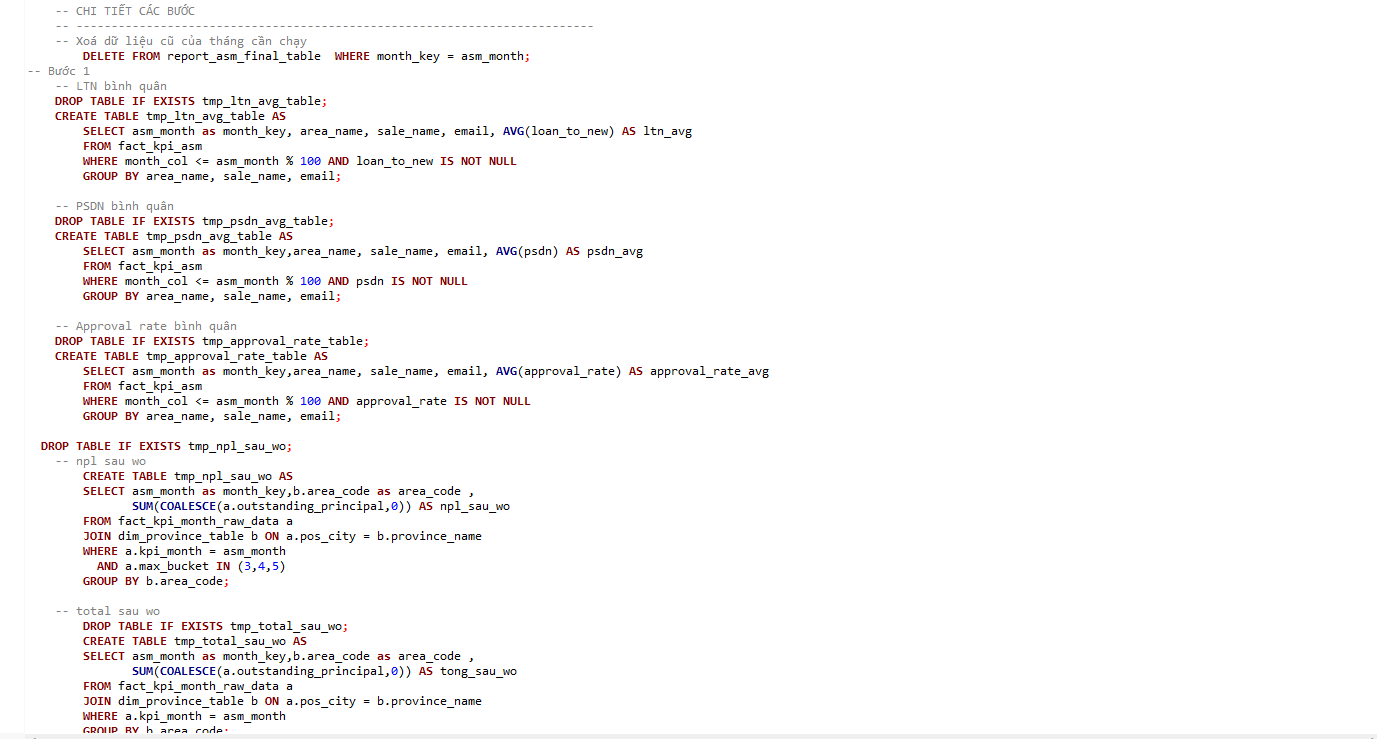 -- CHI TIẾT CÁC BƯỚC
-- --------------------------------------------------------------------------
-- Xoá dữ liệu cũ của tháng cần chạy
DELETE FROM report_asm_final_table  WHERE month_key = asm_month;
-- Bước 1
-- LTN bình quân
DROP TABLE IF EXISTS tmp_ltn_avg_table;
CREATE TABLE tmp_ltn_avg_table AS
SELECT asm_month as month_key, area_name, sale_name, email, AVG(loan_to_new) AS ltn_avg
FROM fact_kpi_asm
WHERE month_col <= asm_month % 100 AND loan_to_new IS NOT NULL
GROUP BY area_name, sale_name, email;
-- PSDN bình quân
DROP TABLE IF EXISTS tmp_psdn_avg_table;
CREATE TABLE tmp_psdn_avg_table AS
SELECT asm_month as month_key,area_name, sale_name, email, AVG(psdn) AS psdn_avg
FROM fact_kpi_asm
WHERE month_col <= asm_month % 100 AND psdn IS NOT NULL
GROUP BY area_name, sale_name, email;
-- Approval rate bình quân
DROP TABLE IF EXISTS tmp_approval_rate_table;
CREATE TABLE tmp_approval_rate_table AS
SELECT asm_month as month_key,area_name, sale_name, email, AVG(approval_rate) AS approval_rate_avg
FROM fact_kpi_asm
WHERE month_col <= asm_month % 100 AND approval_rate IS NOT NULL
GROUP BY area_name, sale_name, email;
DROP TABLE IF EXISTS tmp_npl_sau_wo;
-- npl sau wo
CREATE TABLE tmp_npl_sau_wo AS
SELECT asm_month as month_key,b.area_code as area_code ,
SUM(COALESCE(a.outstanding_principal,0)) AS npl_sau_wo
FROM fact_kpi_month_raw_data a
JOIN dim_province_table b ON a.pos_city = b.province_name
WHERE a.kpi_month = asm_month
AND a.max_bucket IN (3,4,5)
GROUP BY b.area_code;
-- total sau wo
DROP TABLE IF EXISTS tmp_total_sau_wo;
CREATE TABLE tmp_total_sau_wo AS
SELECT asm_month as month_key,b.area_code as area_code ,
SUM(COALESCE(a.outstanding_principal,0)) AS tong_sau_wo
FROM fact_kpi_month_raw_data a
JOIN dim_province_table b ON a.pos_city = b.province_name
WHERE a.kpi_month = asm_month
GROUP BY b.area_code;